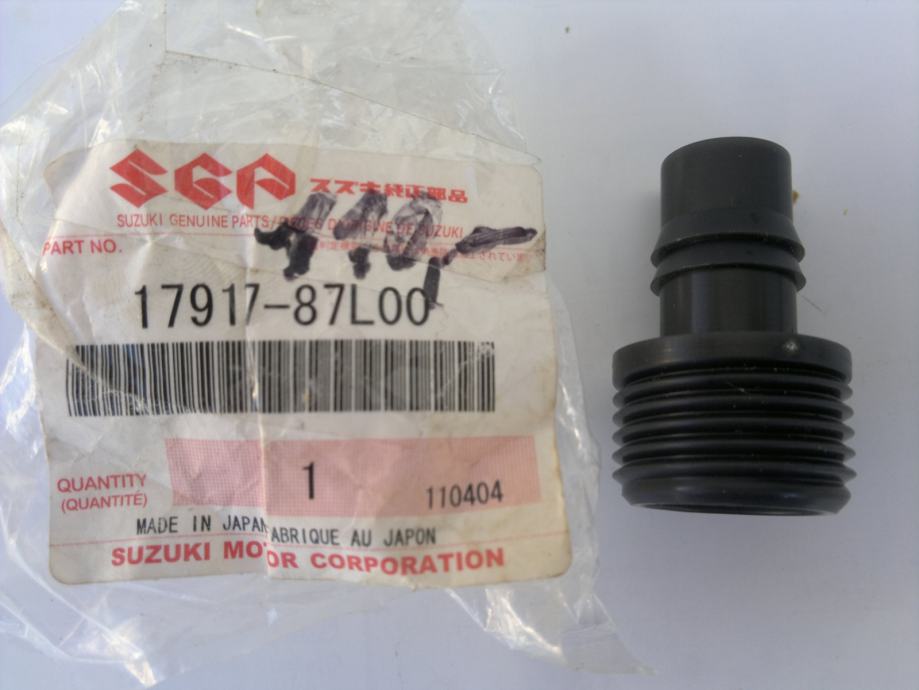 SGP スズキ純正部品
SUZUKI GENUINE PARTS/PIECES D'ORIGINE DE SUZUKI
PART NO.
17917-87L00
QUANTITY 1 110404
(QUANTITÉ)
MADE IN JAPAN FABRIQUE AU JAPON
SUZUKI MOTOR CORPORATION